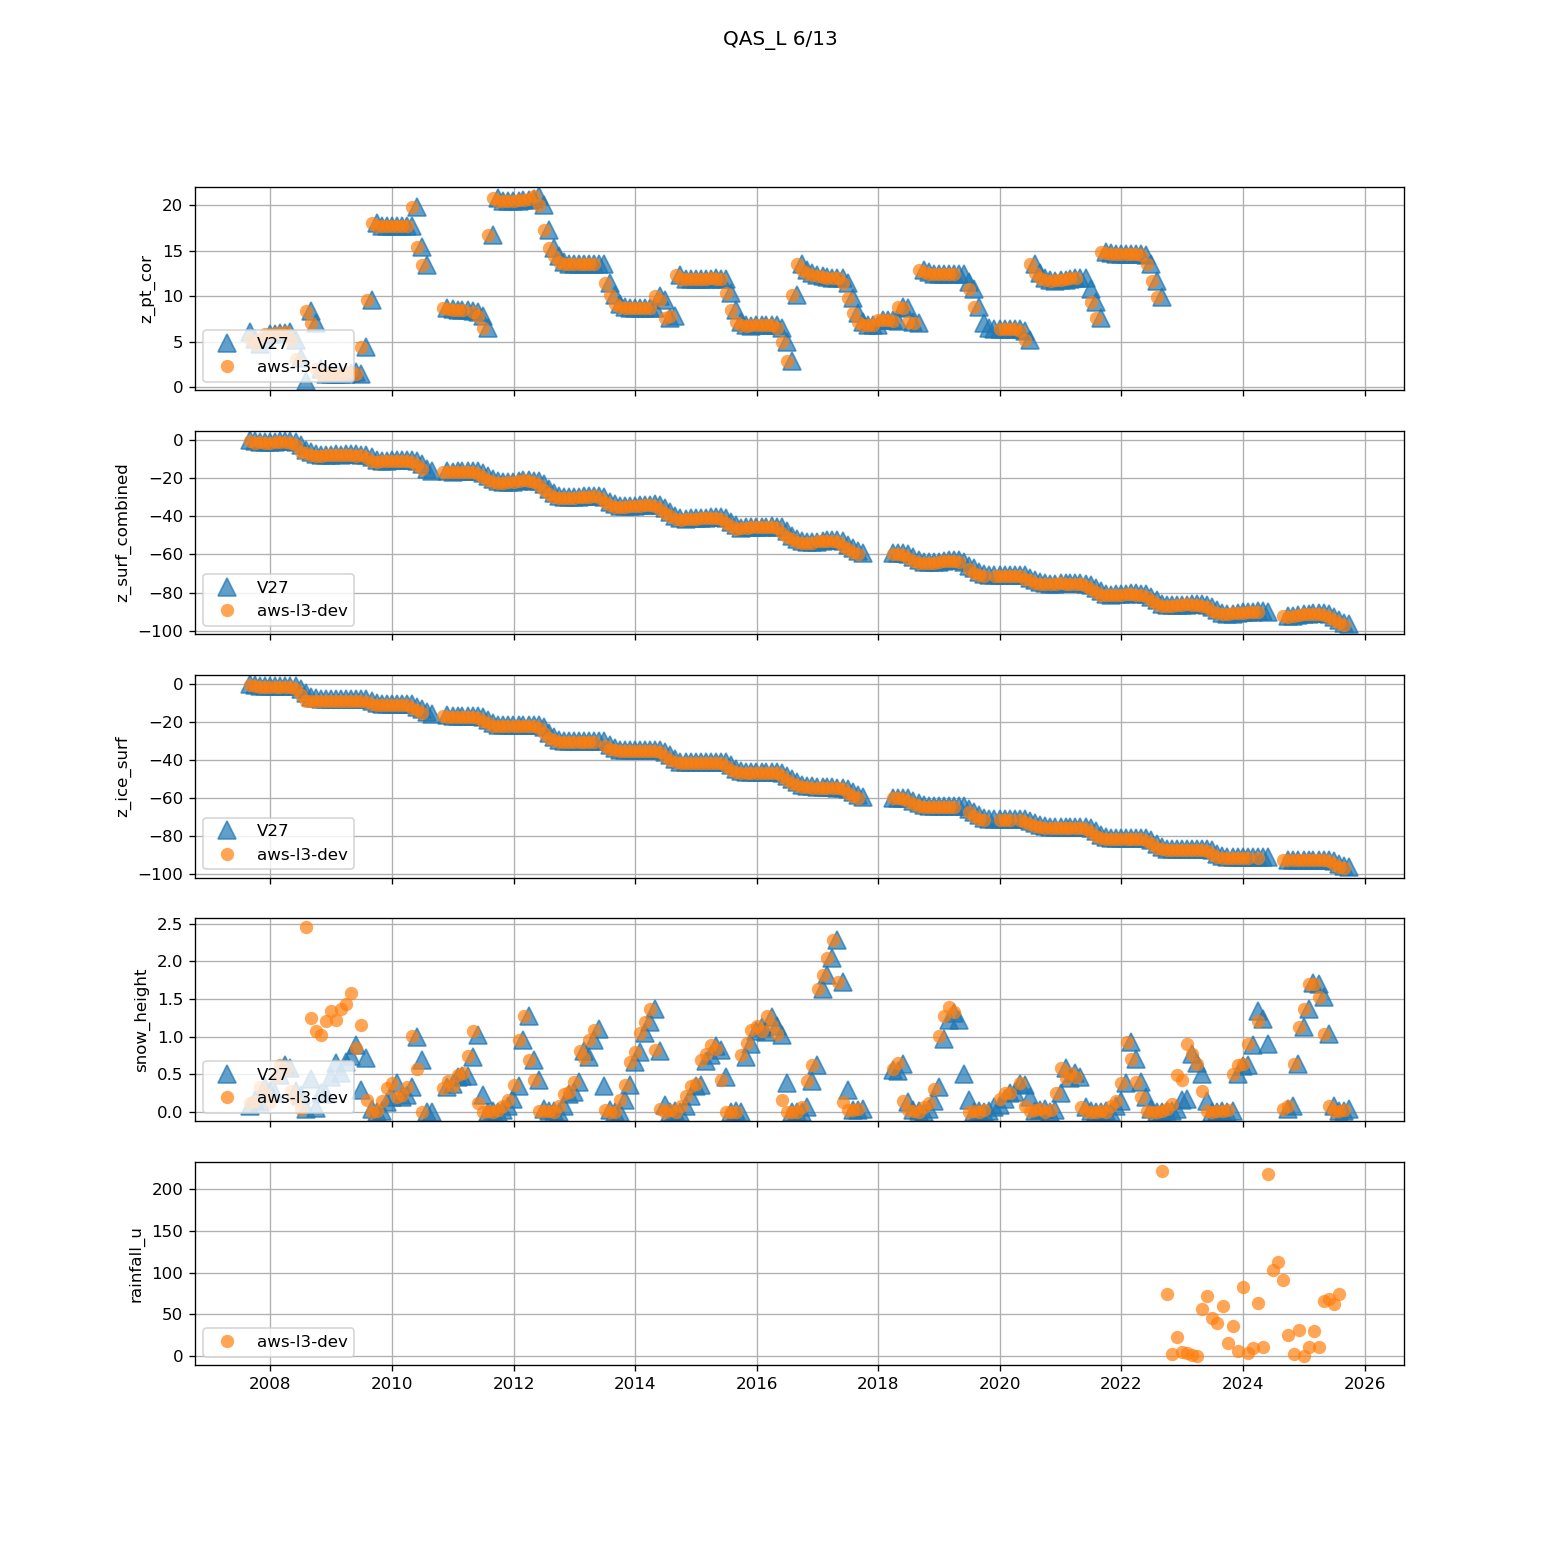 QAS_L 6/13
z_pt_cor
20
15
10
5
0
V27
aws-l3-dev
z_surf_combined
0
−20
−40
−60
−80
−100
V27
aws-l3-dev
z_ice_surf
0
−20
−40
−60
−80
−100
V27
aws-l3-dev
snow_height
2.5
2.0
1.5
1.0
0.5
0.0
V27
aws-l3-dev
rainfall_u
200
150
100
50
0
aws-l3-dev
2008 2010 2012 2014 2016 2018 2020 2022 2024 2026